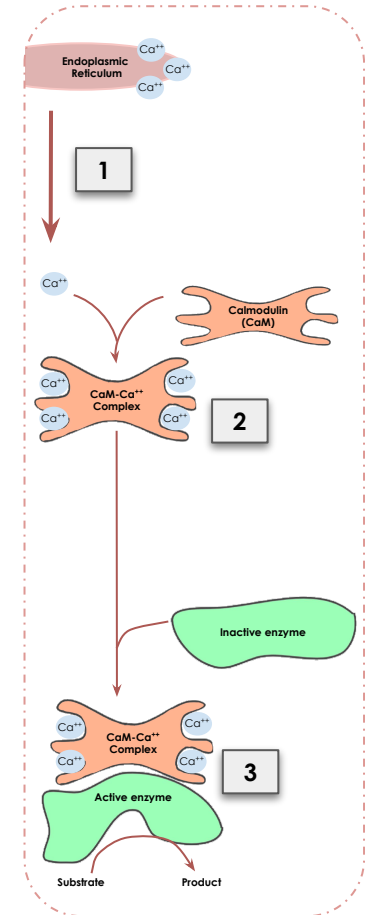 Ca⁺⁺
Endoplasmic
Reticulum
Ca⁺⁺
Ca⁺⁺
1
Ca⁺⁺
Calmodulin
(CaM)
Ca⁺⁺
Ca⁺⁺
CaM-Ca⁺⁺
Complex
Ca⁺⁺
Ca⁺⁺
2
Inactive enzyme
Ca⁺⁺
Ca⁺⁺
CaM-Ca⁺⁺
Complex
Ca⁺⁺
Ca⁺⁺
3
Active enzyme
Substrate
Product